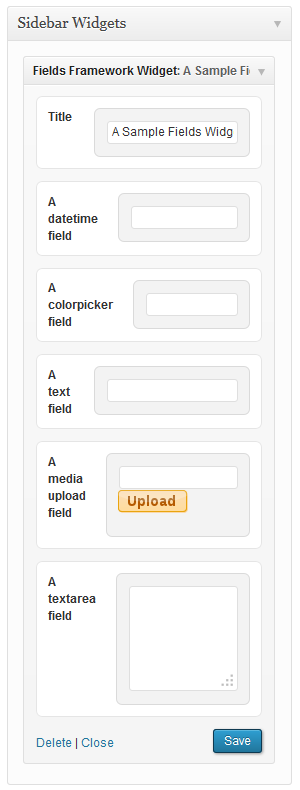 Sidebar Widgets
Fields Framework Widget: A Sample Fi
Title
A Sample Fields Widg
A
datetime
field
A
colorpicker
field
A
text
field
A
media
upload
field
Upload
A
textarea
field
Delete | Close
Save